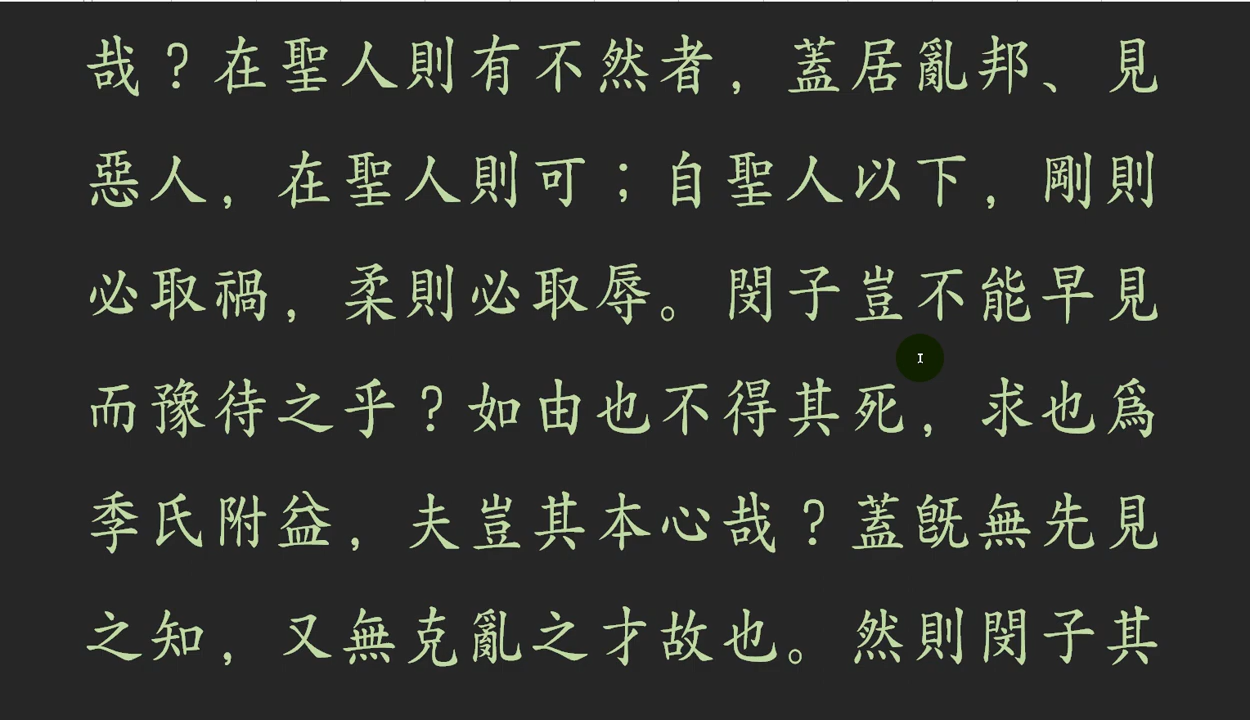 哉？在聖人則有不然者，蓋居亂邦、見
惡人，在聖人則可；自聖人以下，剛則
必取禍，柔則必取辱。閔子豈不能早見
而豫待之乎？如由也不得其死，求也爲
季氏附益，夫豈其本心哉？蓋旣無先見
之知，又無克亂之才故也。然則閔子其